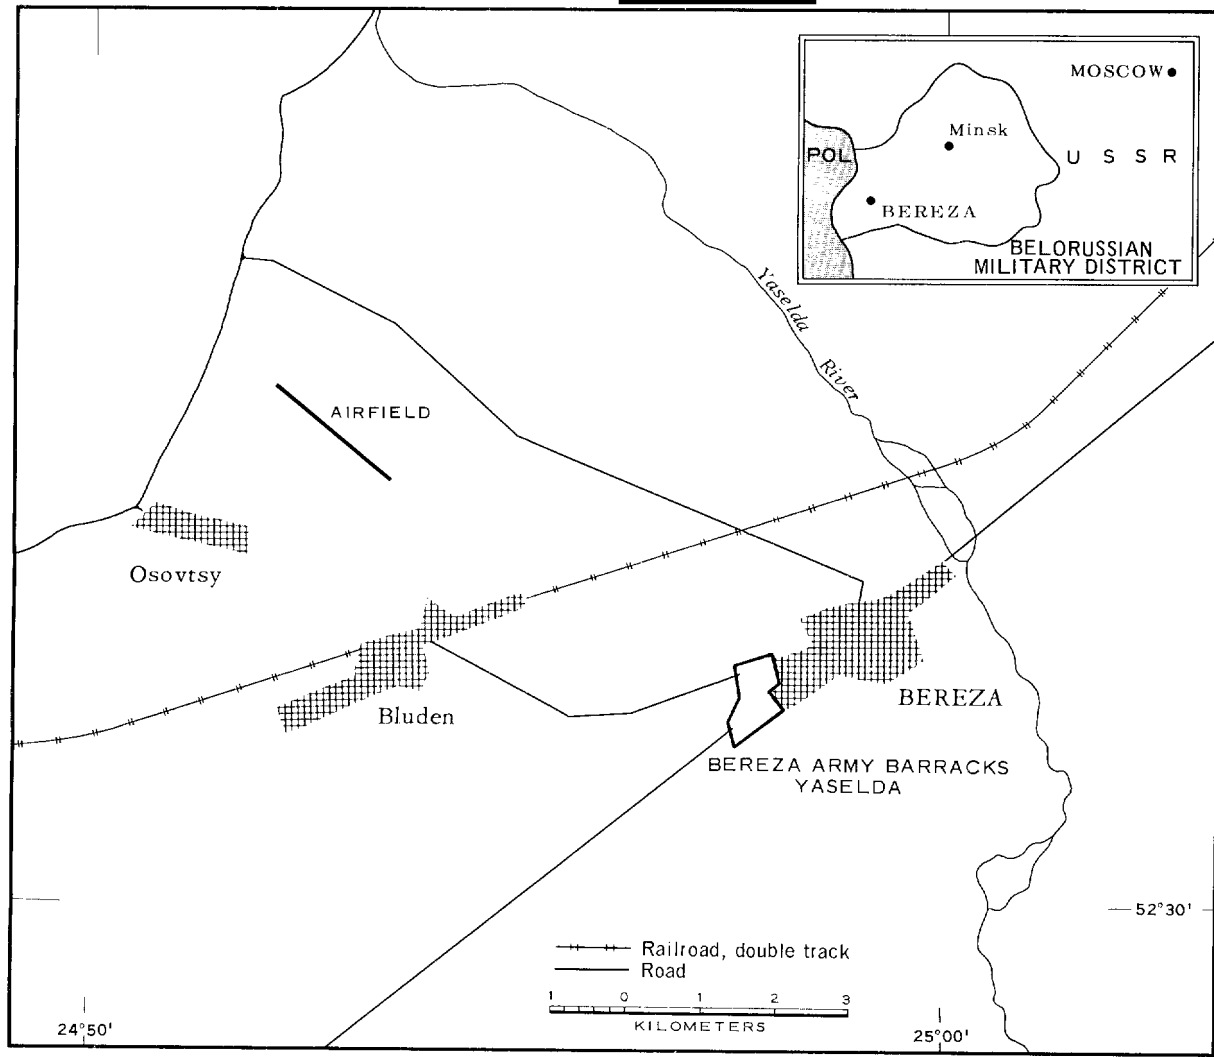 MOSCOW
Minsk
POL
U S S R
BEREZA
BELORUSSIAN
MILITARY DISTRICT
Yaselda
River
AIRFIELD
Osovtsy
Bluden
BEREZA
BEREZA ARMY BARRACKS
YASELDA
52°30'
Railroad, double track
Road
1 0 1 2 3
KILOMETERS
24°50'
25°00'